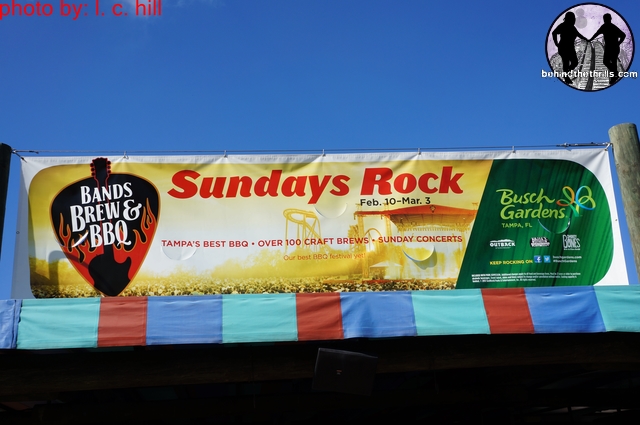 photo by: l. c. hill
behindthethrills.com
BANDS
BREW &
BBQ
Sundays Rock
Feb. 10-Mar. 3
TAMPA'S BEST BBQ • OVER 100 CRAFT BREWS • SUNDAY CONCERTS
Our best BBQ festival yet!
Busch
Gardens
TAMPA, FL
OUTBACK
KEEP ROCKING ON